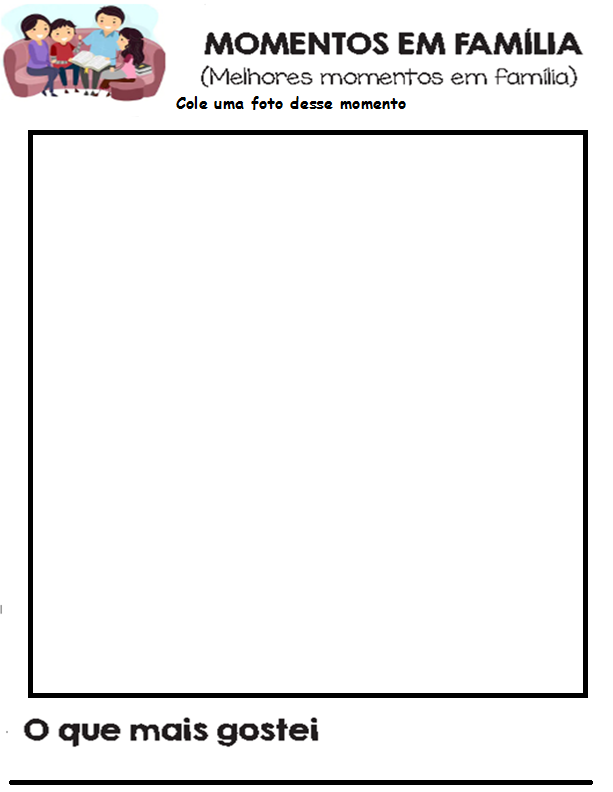 MOMENTOS EM FAMÍLIA
(Melhores momentos em família)
Cole uma foto desse momento
O que mais gostei